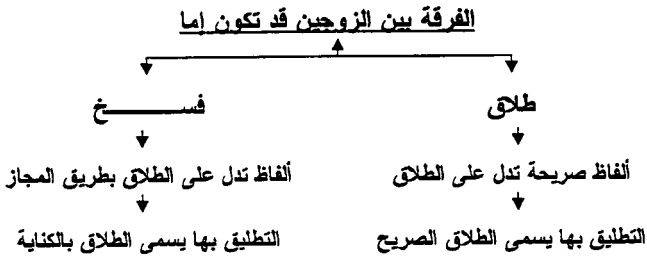 الفرقة بين الزوجين قد تكون إما
طلاق
فســـــــــــخ
ألفاظ صريحة تدل على الطلاق
ألفاظ تدل على الطلاق بطريق المجاز
التطليق بها يسمى الطلاق الصريح
التطليق بها يسمى الطلاق بالكناية